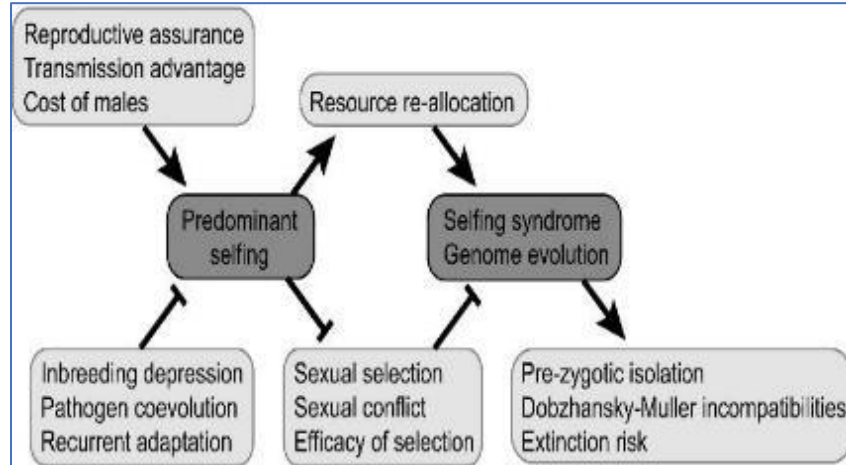 Reproductive assurance
Transmission advantage
Cost of males
Resource re-allocation
Predominant
selfing
Selfing syndrome
Genome evolution
Inbreeding depression
Pathogen coevolution
Recurrent adaptation
Sexual selection
Sexual conflict
Efficacy of selection
Pre-zygotic isolation
Dobzhansky-Muller incompatibilities
Extinction risk